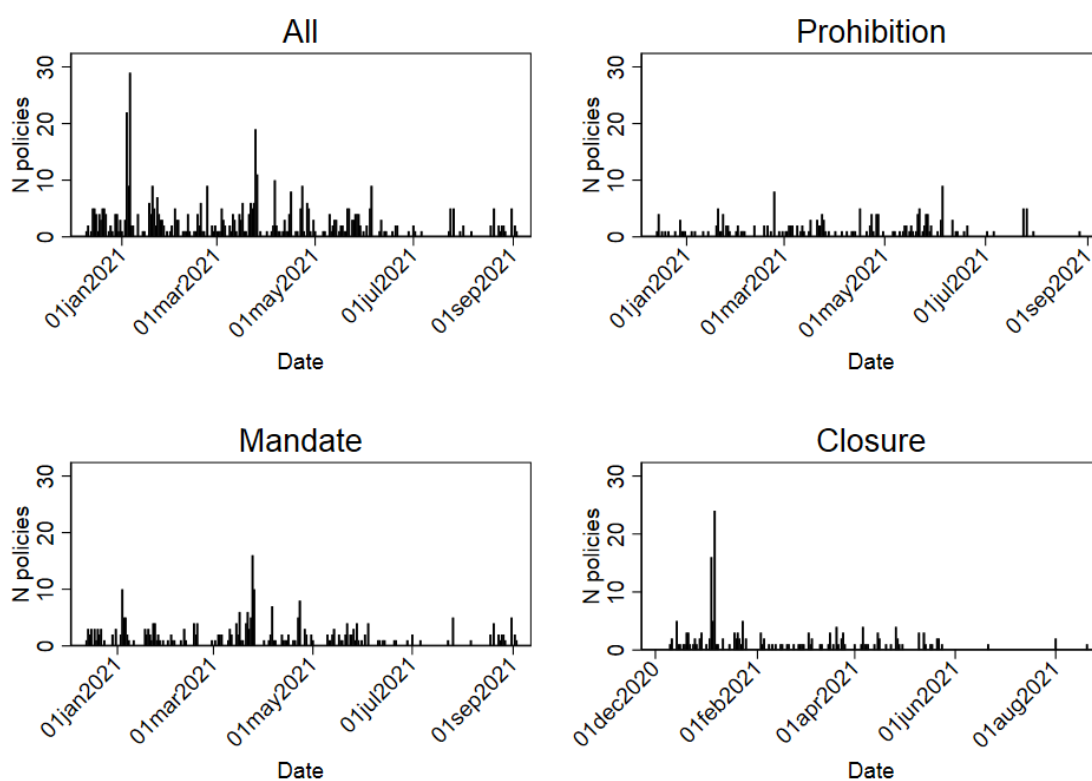 All
30
20
10
0
N policies
01jan2021
01mar2021
01may2021
01jul2021
01sep2021
Date
Prohibition
30
20
10
0
N policies
01jan2021
01mar2021
01may2021
01jul2021
01sep2021
Date
Mandate
30
20
10
0
N policies
01jan2021
01mar2021
01may2021
01jul2021
01sep2021
Date
Closure
30
20
10
0
N policies
01dec2020
01feb2021
01apr2021
01jun2021
01aug2021
Date